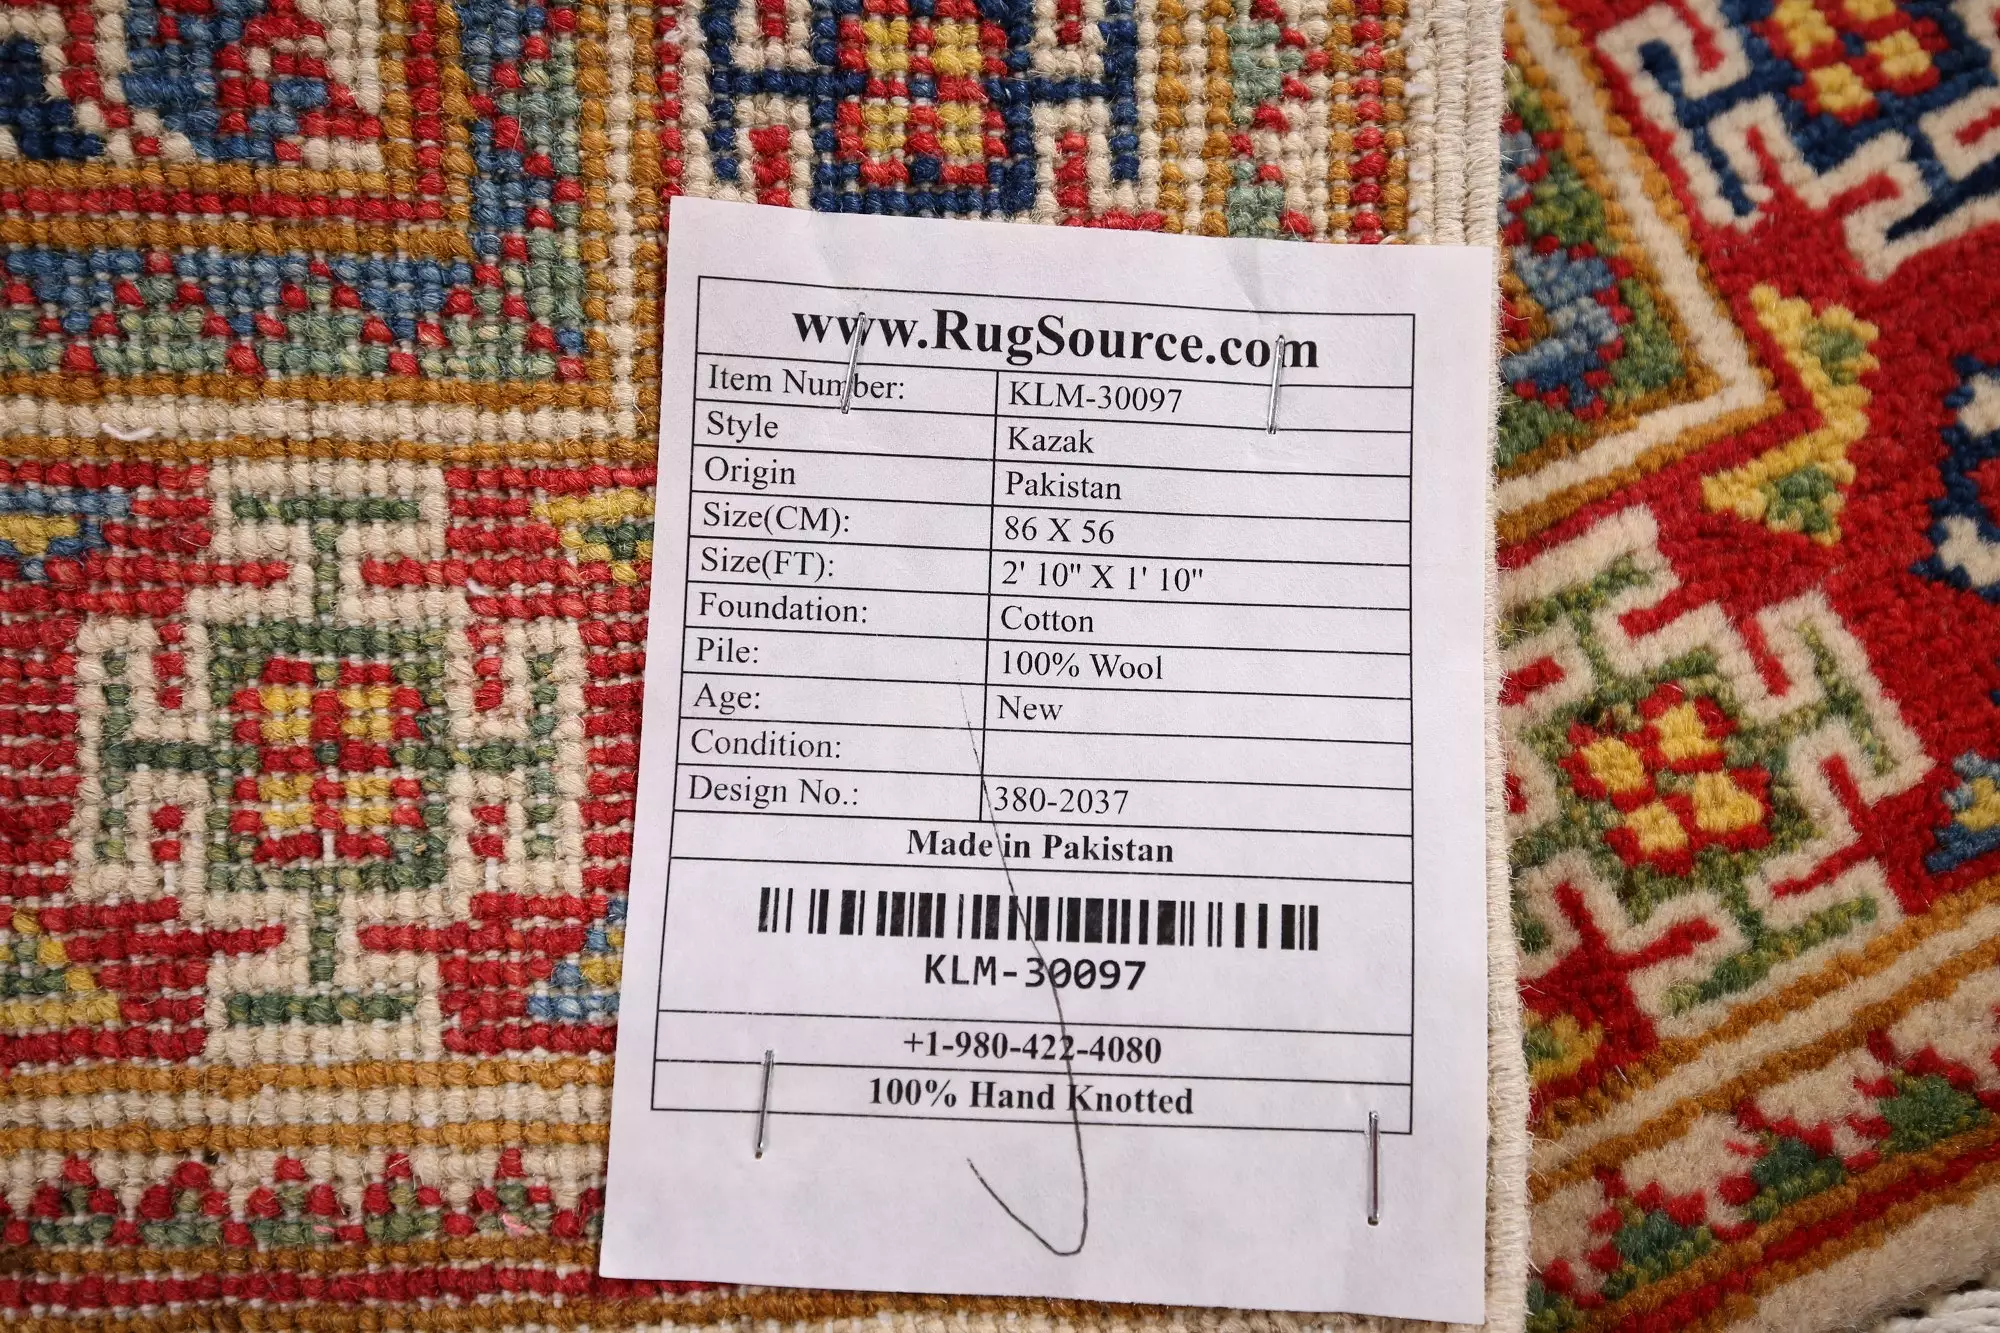 www.RugSource.com
Item Number: KLM-30097
Style Kazak
Origin Pakistan
Size(CM): 86 X 56
Size(FT): 2' 10" X 1' 10"
Foundation: Cotton
Pile: 100% Wool
Age: New
Condition:
Design No.: 380-2037
Made in Pakistan
KLM-30097
+1-980-422-4080
100% Hand Knotted